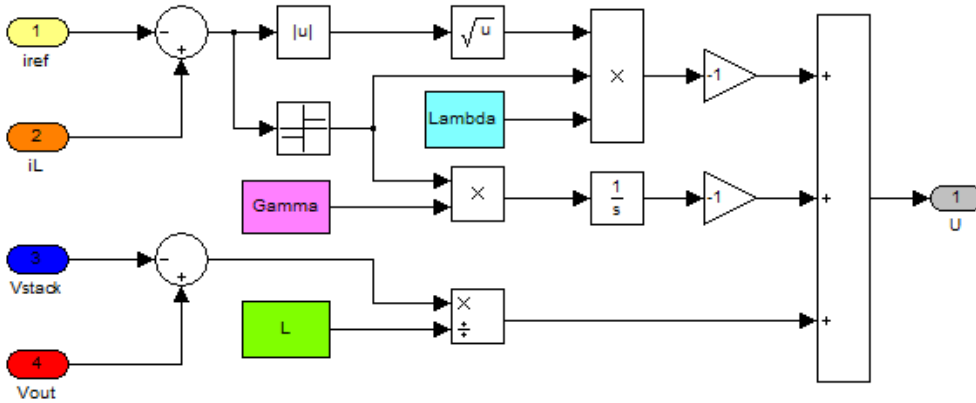 1
iref
-
+
|u|
√u
×
-1
+
2
iL
Lambda
Gamma
×
1
s
-1
+
1
U
3
Vstack
-
+
L
×
÷
+
4
Vout